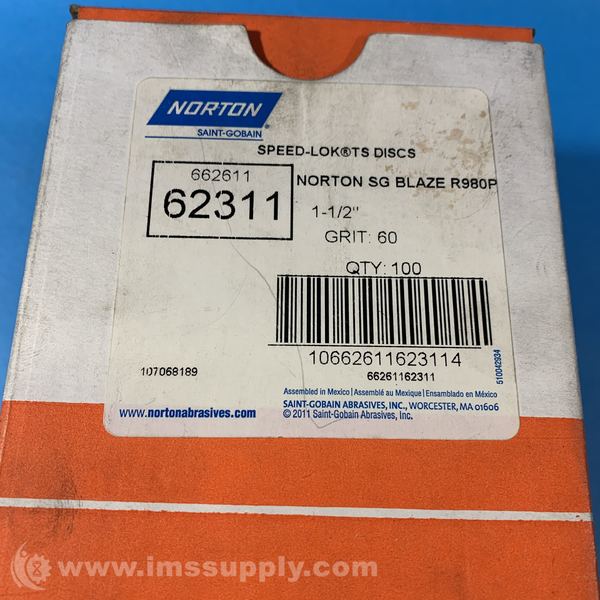 NORTON
SAINT-GOBAIN
SPEED-LOK®TS DISCS
662611
62311
NORTON SG BLAZE R980P
1-1/2"
GRIT: 60
QTY: 100
10662611623114
66261162311
510042934
107068189
Assembled in Mexico | Assemblé au Mexique | Ensamblado en México
SAINT-GOBAIN ABRASIVES, INC., WORCESTER, MA 01606
© 2011 Saint-Gobain Abrasives, Inc.
www.nortonabrasives.com
www.imssupply.com